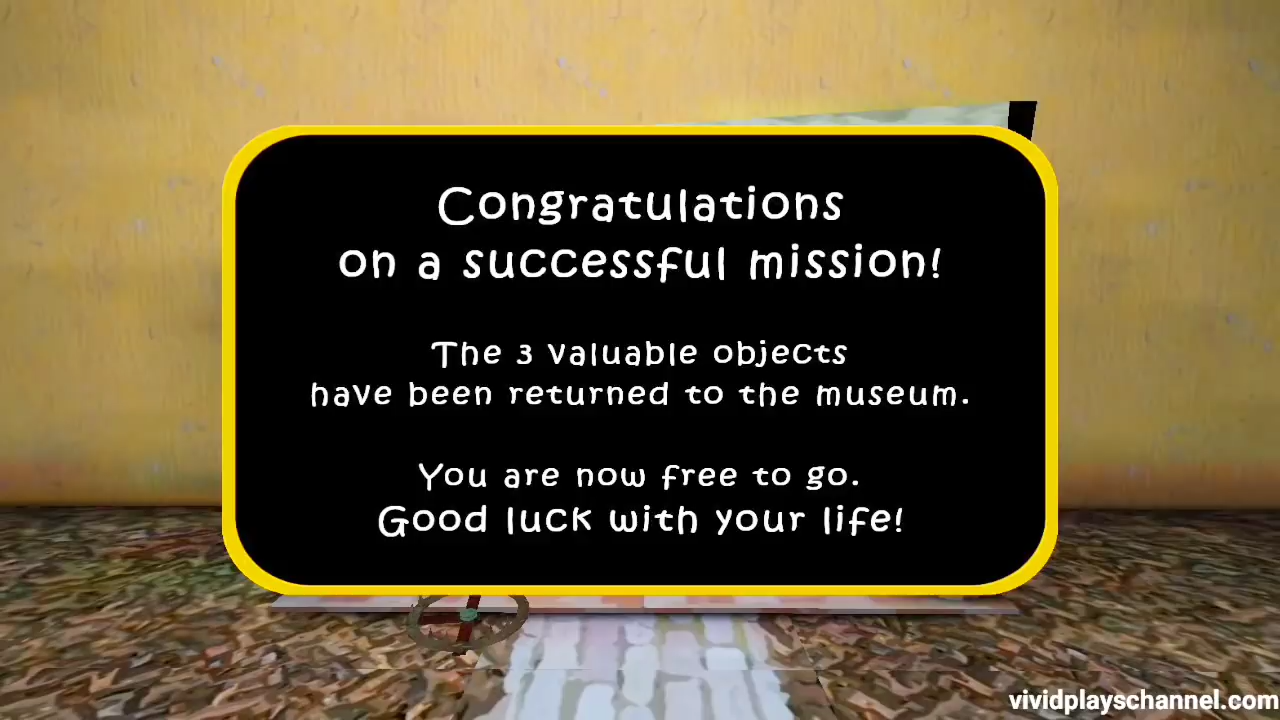 Congratulations
on a successful mission!
The 3 valuable objects
have been returned to the museum.
You are now free to go.
Good luck with your life!
vividplayschannel.com